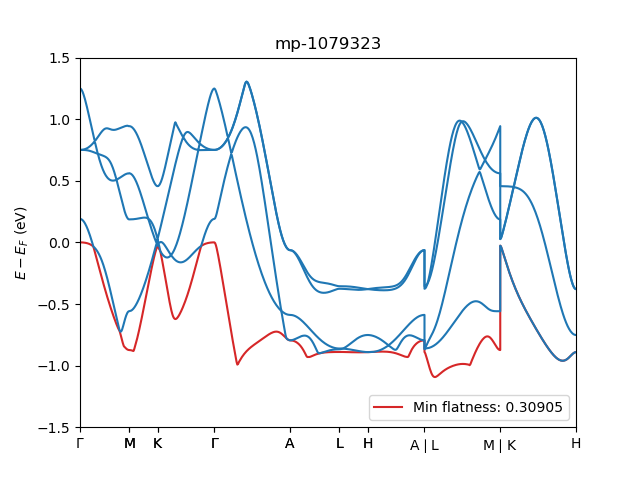 mp-1079323
E − E_F (eV)
1.5
1.0
0.5
0.0
−0.5
−1.0
−1.5
Min flatness: 0.30905
Γ M K Γ A L H A | L M | K H